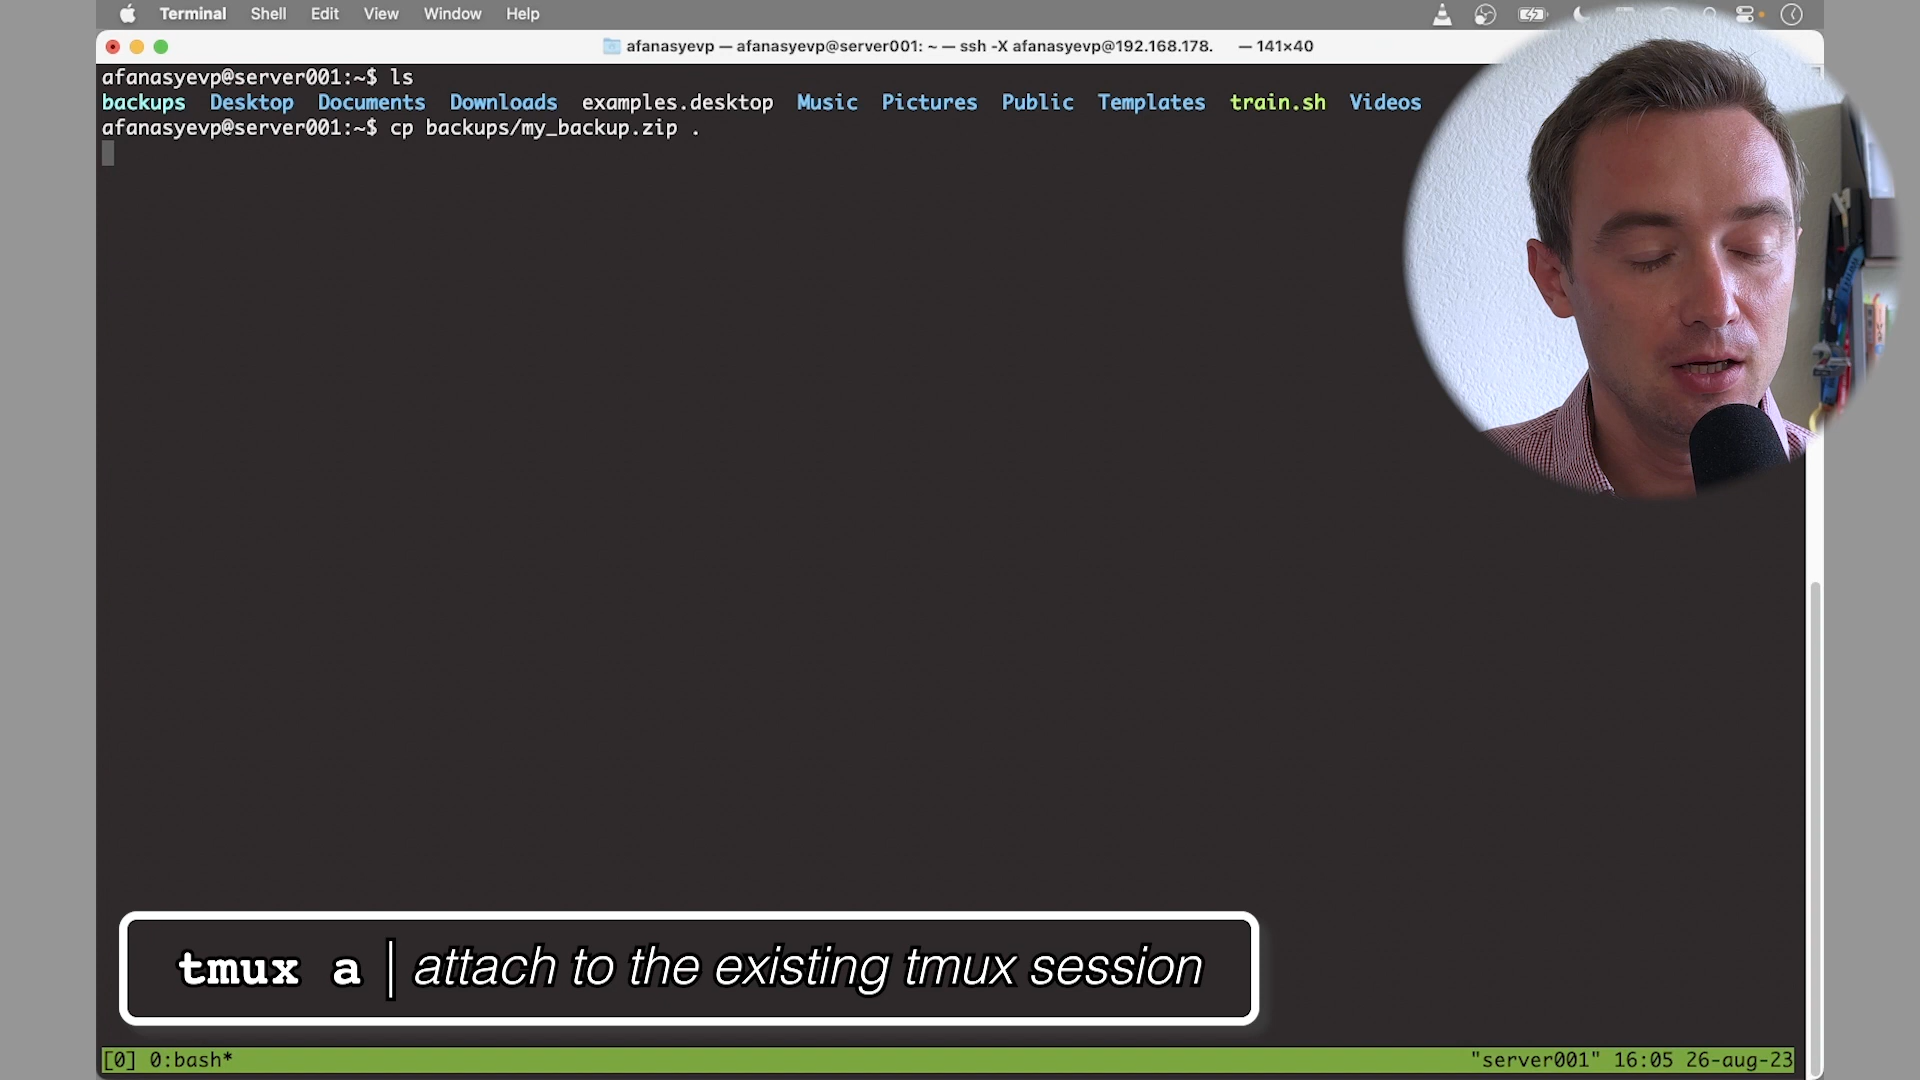 Terminal Shell Edit View Window Help
afanasyevp — afanasyevp@server001: ~ — ssh -X afanasyevp@192.168.178. — 141×40
afanasyevp@server001:~$ ls
backups Desktop Documents Downloads examples.desktop Music Pictures Public Templates train.sh Videos
afanasyevp@server001:~$ cp backups/my_backup.zip .
tmux a | attach to the existing tmux session
[0] 0:bash* "server001" 16:05 26-aug-23